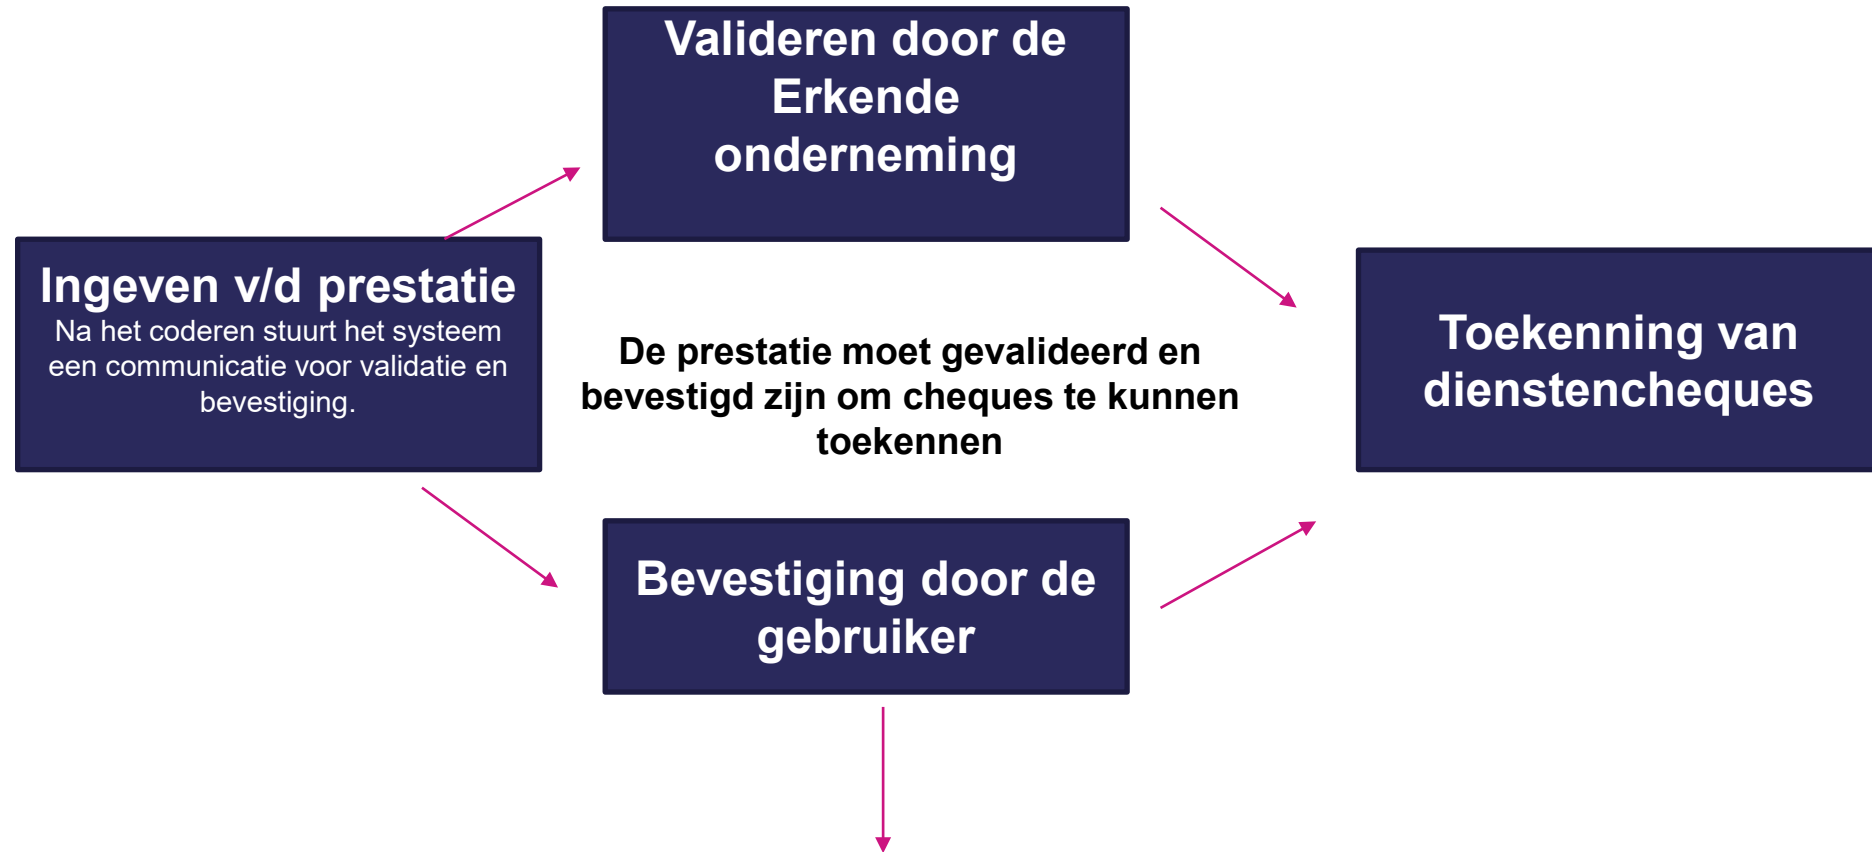 Valideren door de
Erkende
onderneming
Ingeven v/d prestatie
Na het coderen stuurt het systeem
een communicatie voor validatie en
bevestiging.
De prestatie moet gevalideerd en
bevestigd zijn om cheques te kunnen
toekennen
Toekenning van
dienstencheques
Bevestiging door de
gebruiker